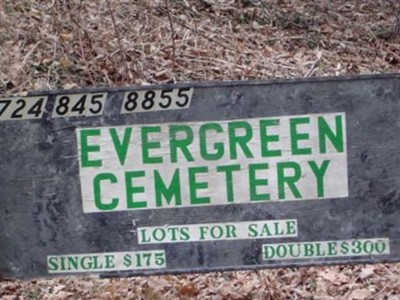 724 845 8855
EVERGREEN
CEMETERY
LOTS FOR SALE
SINGLE $175 DOUBLE$300